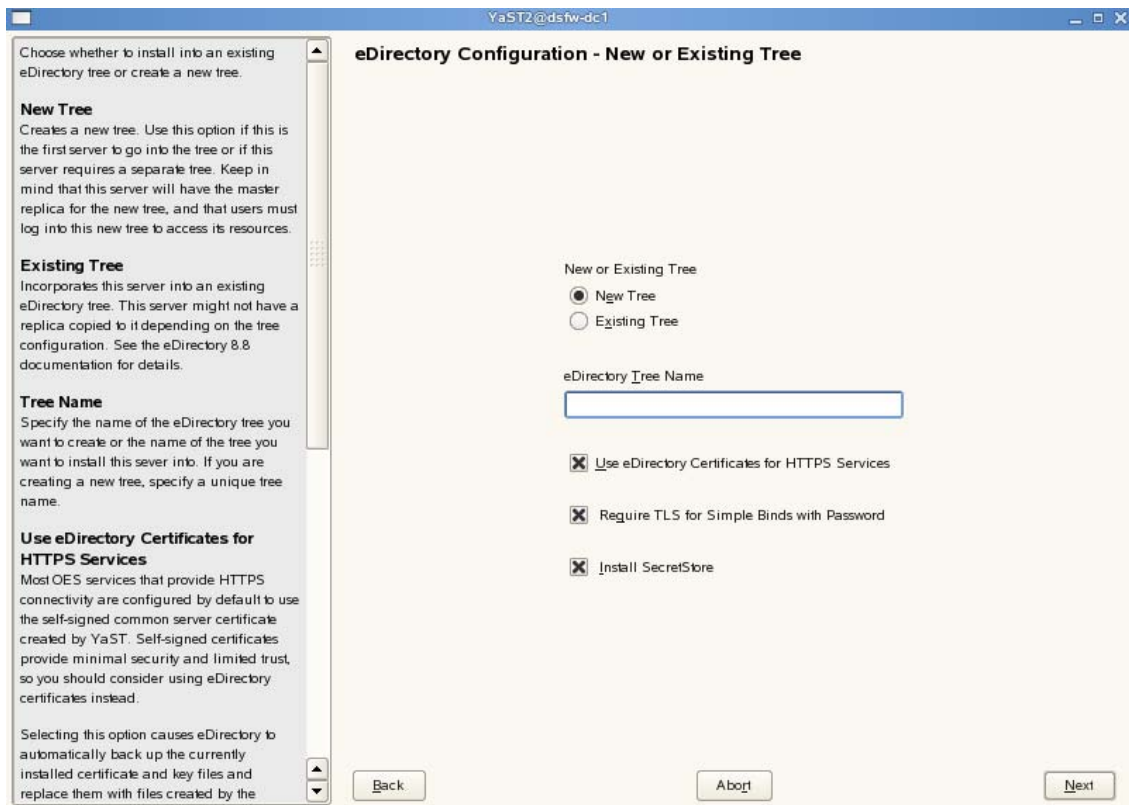 YaST2@dsfw-dc1
Choose whether to install into an existing
eDirectory tree or create a new tree.
New Tree
Creates a new tree. Use this option if this is
the first server to go into the tree or if this
server requires a separate tree. Keep in
mind that this server will have the master
replica for the new tree, and that users must
log into this new tree to access its resources.
Existing Tree
Incorporates this server into an existing
eDirectory tree. This server might not have a
replica copied to it depending on the tree
configuration. See the eDirectory 8.8
documentation for details.
Tree Name
Specify the name of the eDirectory tree you
want to create or the name of the tree you
want to install this sever into. If you are
creating a new tree, specify a unique tree
name.
Use eDirectory Certificates for
HTTPS Services
Most OES services that provide HTTPS
connectivity are configured by default to use
the self-signed common server certificate
created by YaST. Self-signed certificates
provide minimal security and limited trust,
so you should consider using eDirectory
certificates instead.
Selecting this option causes eDirectory to
automatically back up the currently
installed certificate and key files and
replace them with files created by the
eDirectory Configuration - New or Existing Tree
New or Existing Tree
New Tree
Existing Tree
eDirectory Tree Name
Use eDirectory Certificates for HTTPS Services
Require TLS for Simple Binds with Password
Install SecretStore
Back
Abort
Next